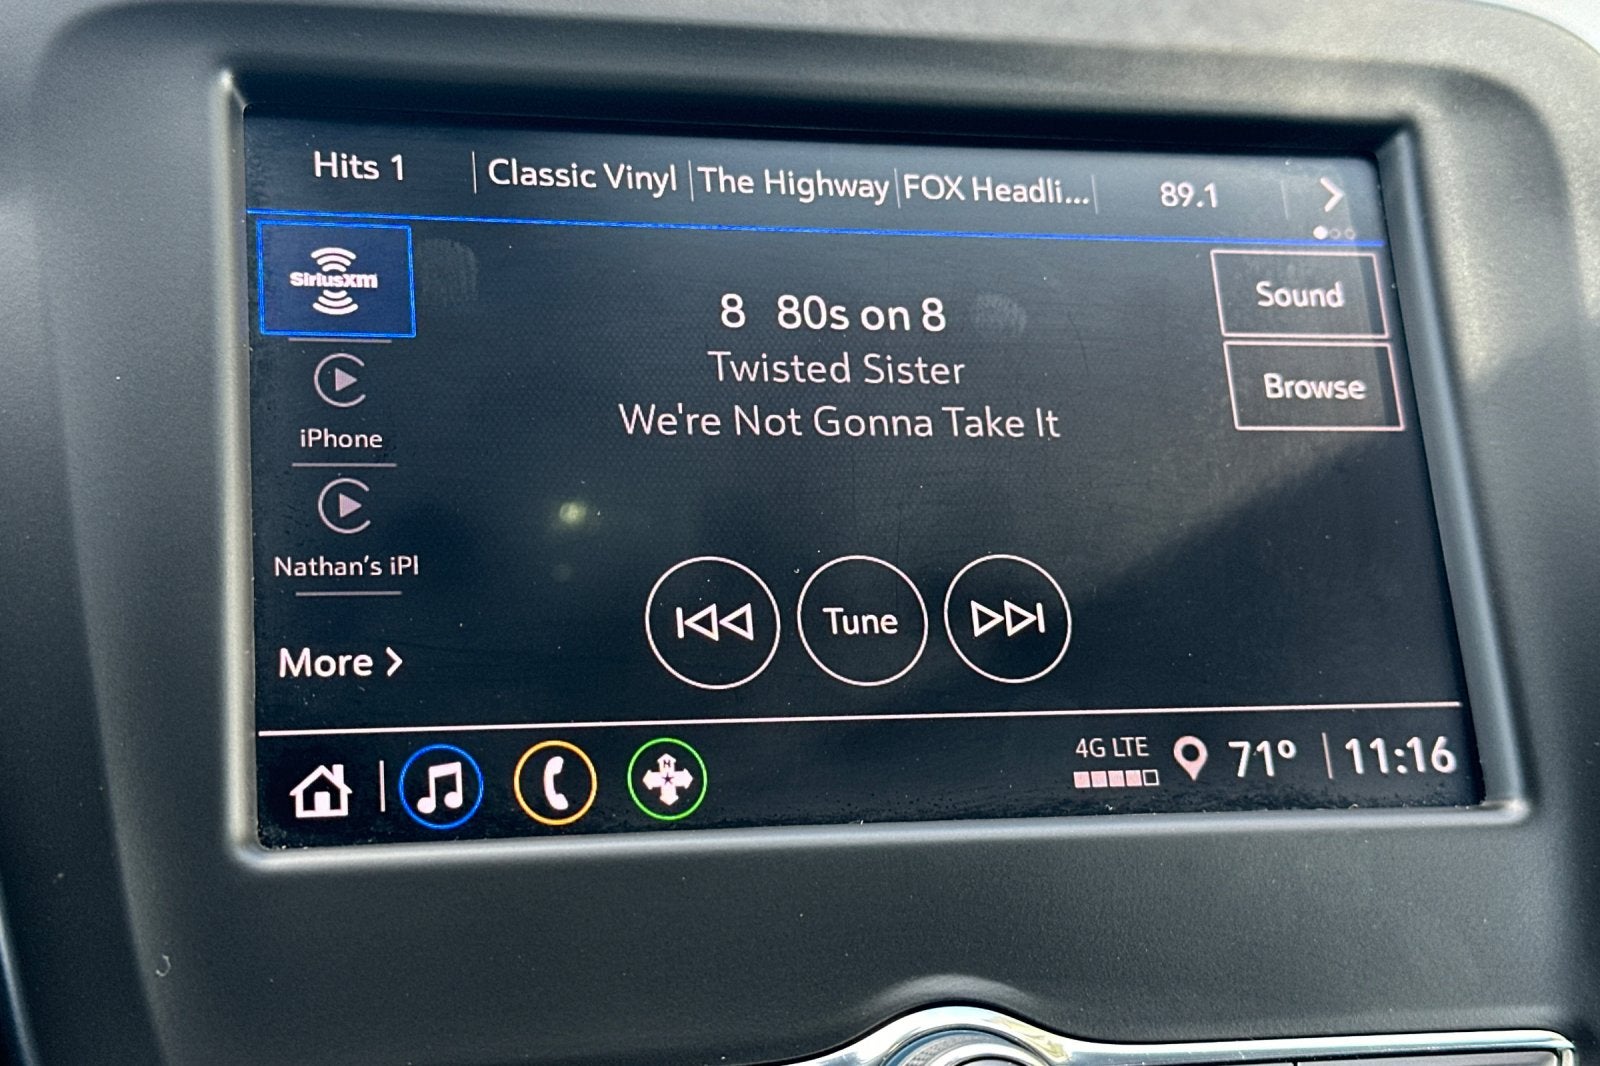 Hits 1 Classic Vinyl The Highway FOX Headli... 89.1
SiriusXM
Sound
8 80s on 8
Twisted Sister
Browse
We're Not Gonna Take It
iPhone
Nathan's iPl
Tune
More
N
4G LTE 71° 11:16